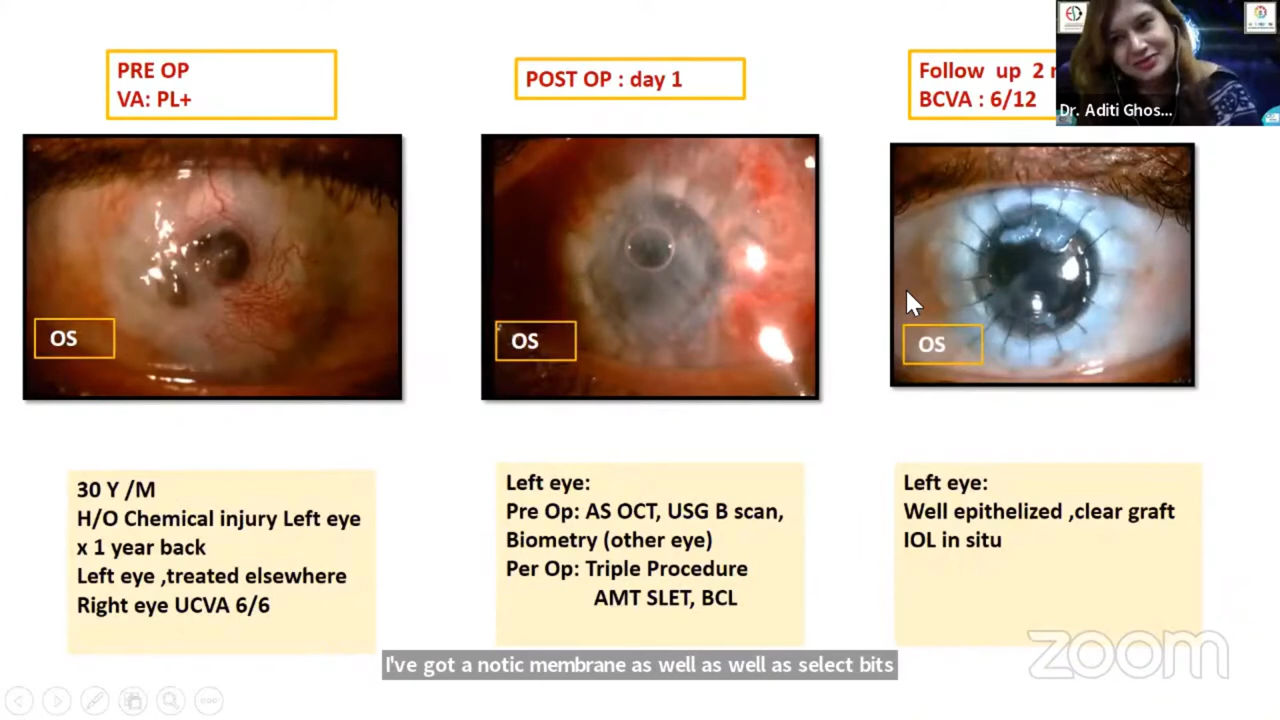 PRE OP
VA: PL+
POST OP : day 1
Follow up 2
BCVA : 6/12
Dr. Aditi Ghos...
OS
OS
OS
30 Y /M
H/O Chemical injury Left eye
x 1 year back
Left eye ,treated elsewhere
Right eye UCVA 6/6
Left eye:
Pre Op: AS OCT, USG B scan,
Biometry (other eye)
Per Op: Triple Procedure
AMT SLET, BCL
Left eye:
Well epithelized ,clear graft
IOL in situ
I've got a notic membrane as well as well as select bits
zoom